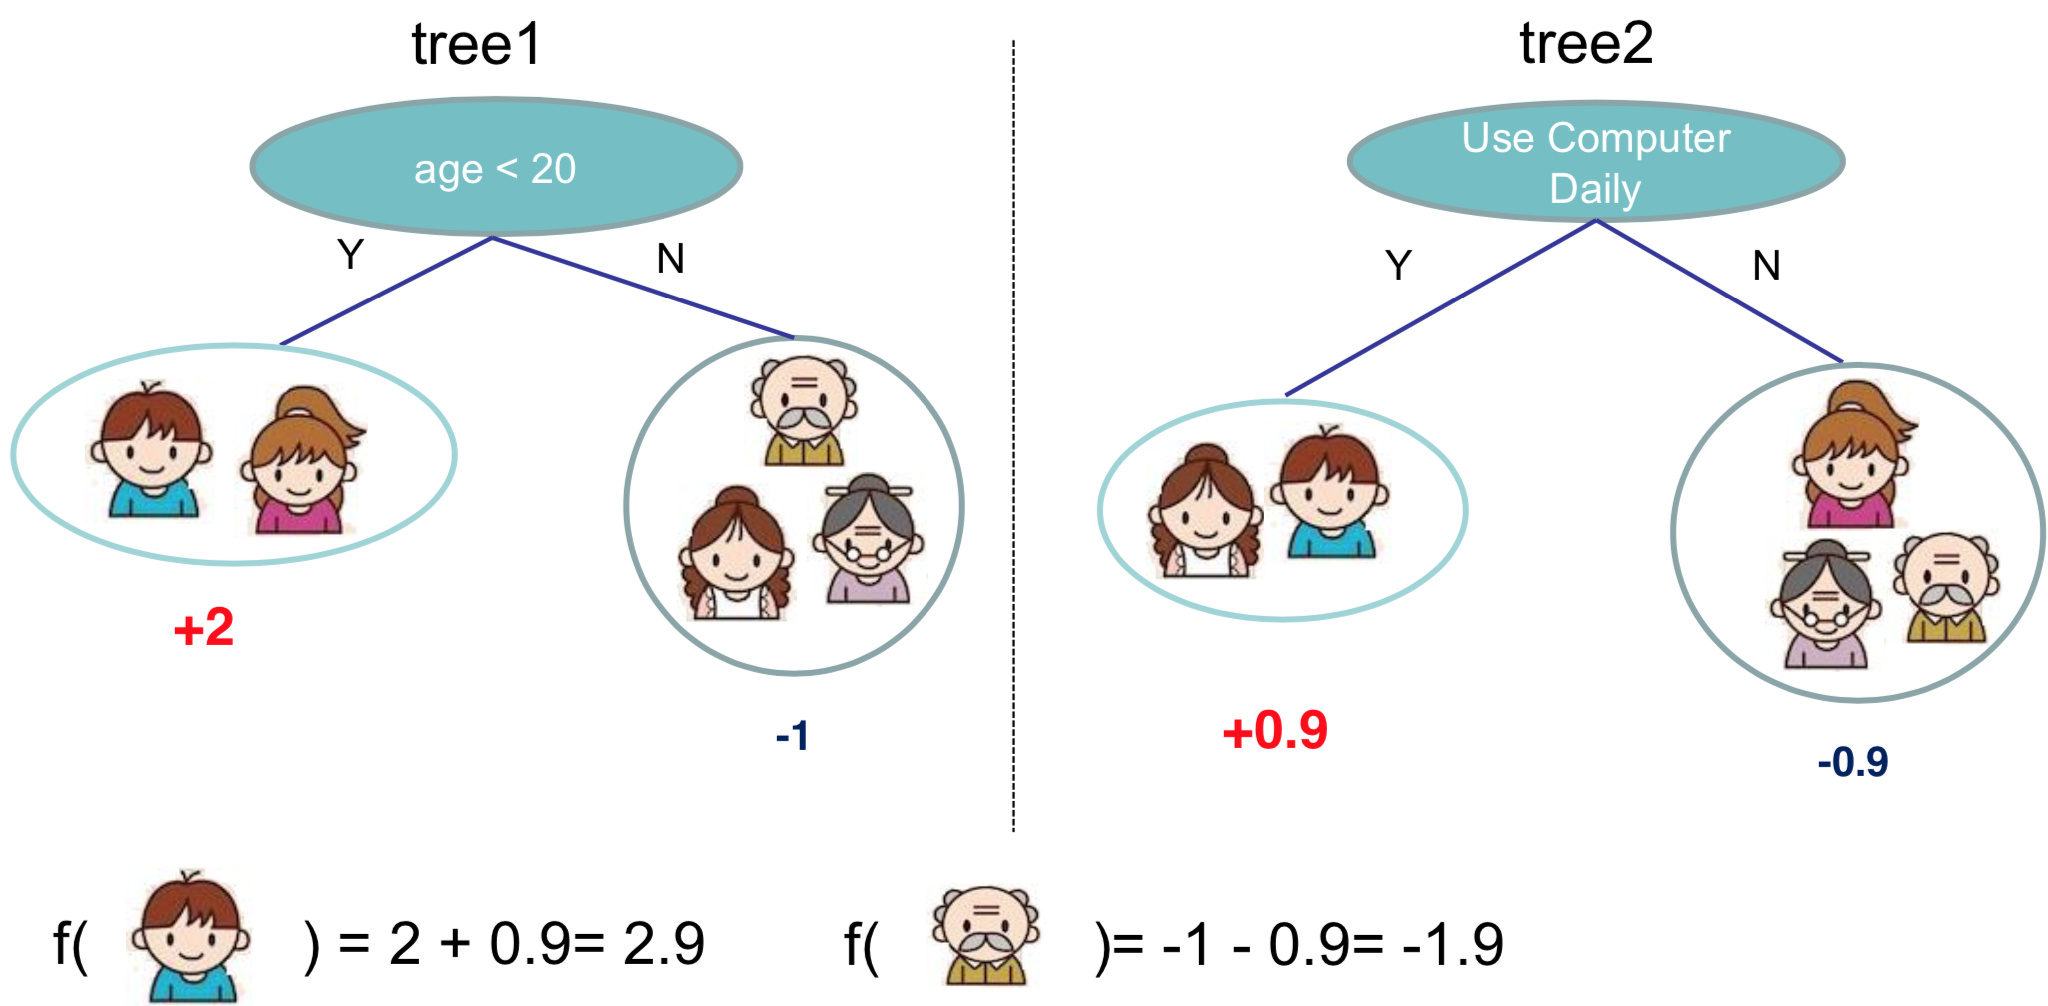 tree1
age < 20
Y
N
+2
-1
tree2
Use Computer
Daily
Y
N
+0.9
-0.9
f( ) = 2 + 0.9= 2.9
f( )= -1 - 0.9= -1.9